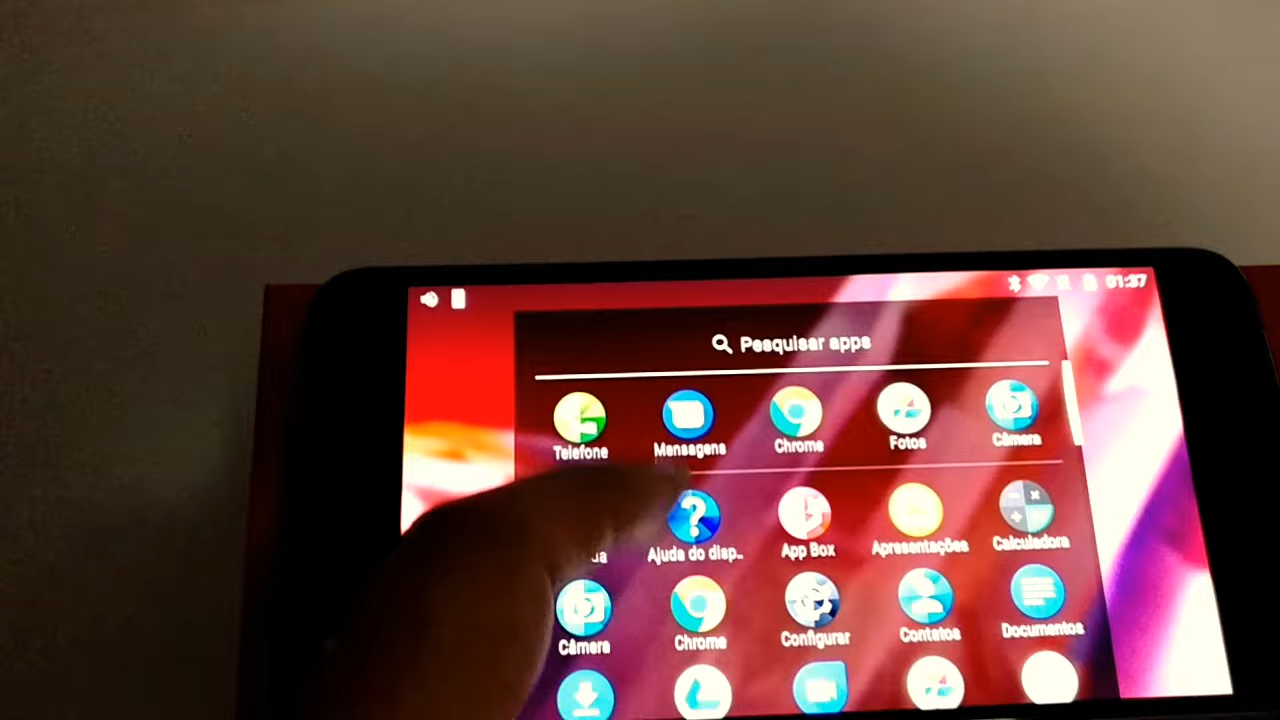 01:37
Pesquisar apps
Telefone Mensagens Chrome Fotos Câmera
da Ajuda do disp.. App Box Apresentações Calculadora
Câmera Chrome Configurar Contatos Documentos